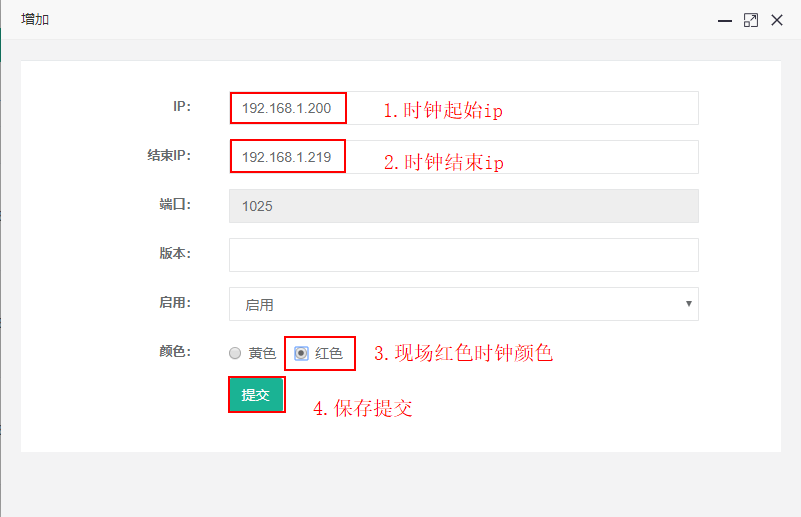 增加
IP: 192.168.1.200 1.时钟起始ip
结束IP: 192.168.1.219 2.时钟结束ip
端口: 1025
版本:
启用: 启用
颜色: 黄色 红色 3.现场红色时钟颜色
提交 4.保存提交